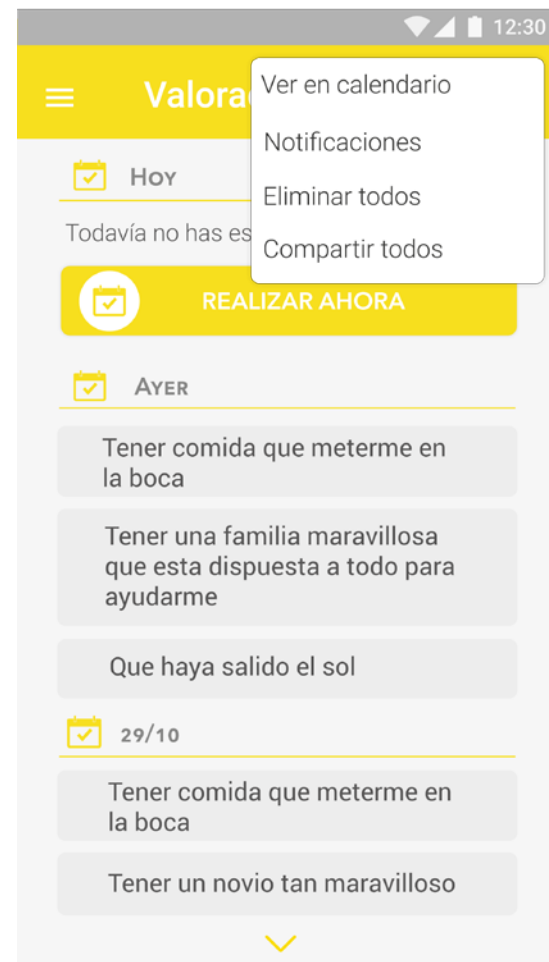 12:30
Valora
Ver en calendario
Notificaciones
Eliminar todos
Compartir todos
Hoy
Todavía no has es
REALIZAR AHORA
Ayer
Tener comida que meterme en
la boca
Tener una familia maravillosa
que esta dispuesta a todo para
ayudarme
Que haya salido el sol
29/10
Tener comida que meterme en
la boca
Tener un novio tan maravilloso